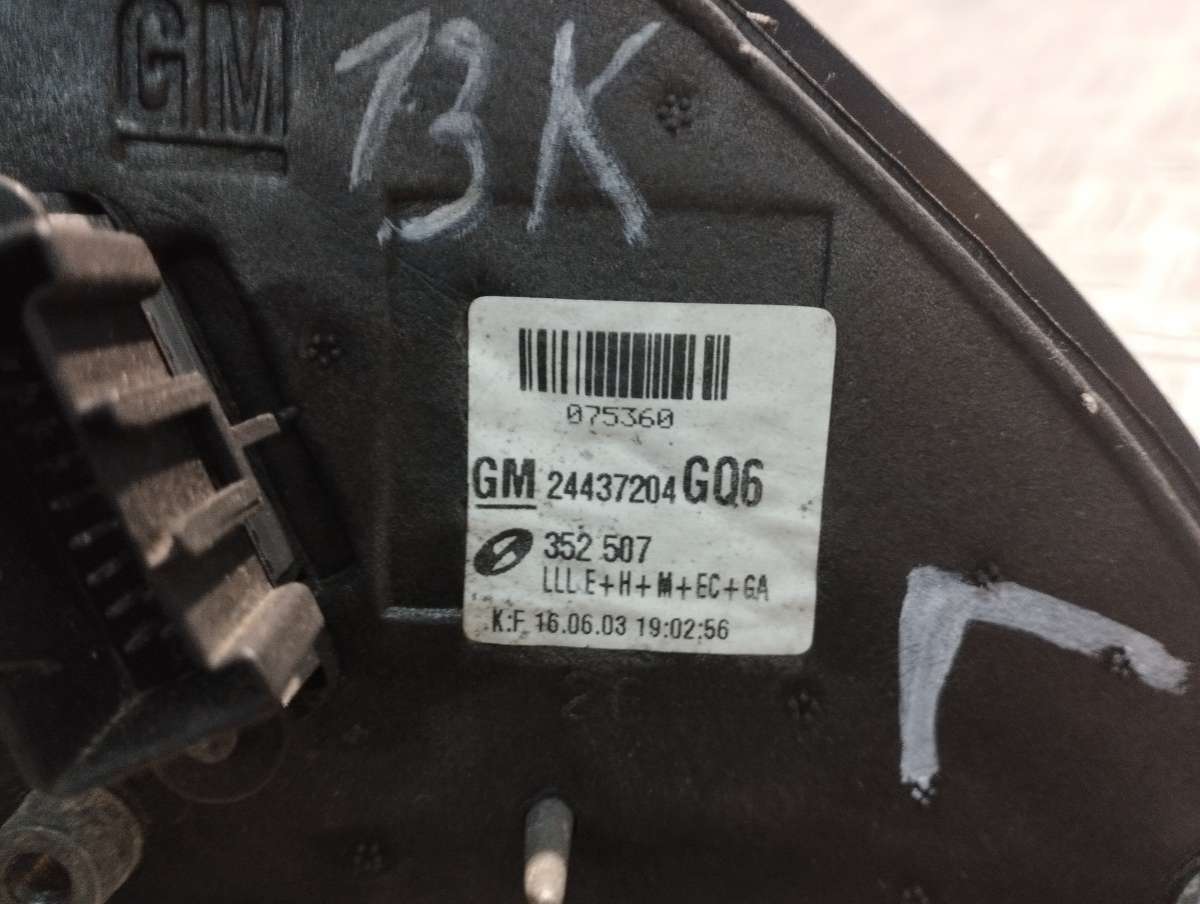 GM
13K
075360
GM 24437204 GQ6
352 507
LLL E+H+M+EC+GA
K:F 16.06.03 19:02:56
Г